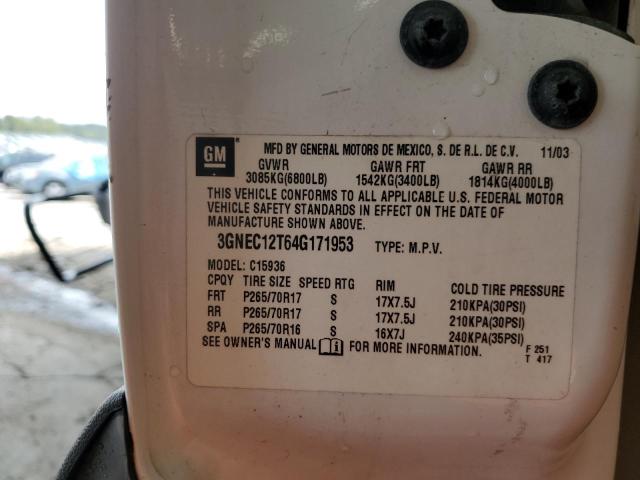 GM ® MFD BY GENERAL MOTORS DE MEXICO, S. DE R.L. DE C.V. 11/03
GVWR GAWR FRT GAWR RR
3085KG(6800LB) 1542KG(3400LB) 1814KG(4000LB)
THIS VEHICLE CONFORMS TO ALL APPLICABLE U.S. FEDERAL MOTOR
VEHICLE SAFETY STANDARDS IN EFFECT ON THE DATE OF
MANUFACTURE SHOWN ABOVE.
3GNEC12T64G171953 TYPE: M.P.V.
MODEL: C15936
CPQY TIRE SIZE SPEED RTG RIM COLD TIRE PRESSURE
FRT P265/70R17 S 17X7.5J 210KPA(30PSI)
RR P265/70R17 S 17X7.5J 210KPA(30PSI)
SPA P265/70R16 S 16X7J 240KPA(35PSI)
SEE OWNER'S MANUAL FOR MORE INFORMATION. F 251
T 417